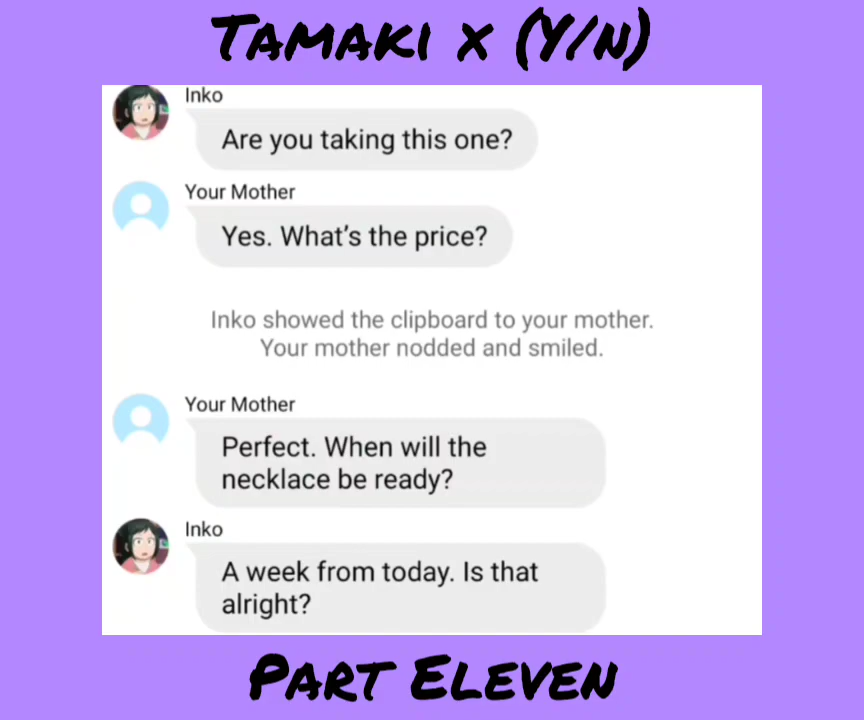 Tamaki x (Y/n)
Inko
Are you taking this one?
Your Mother
Yes. What's the price?
Inko showed the clipboard to your mother.
Your mother nodded and smiled.
Your Mother
Perfect. When will the
necklace be ready?
Inko
A week from today. Is that
alright?
Part Eleven